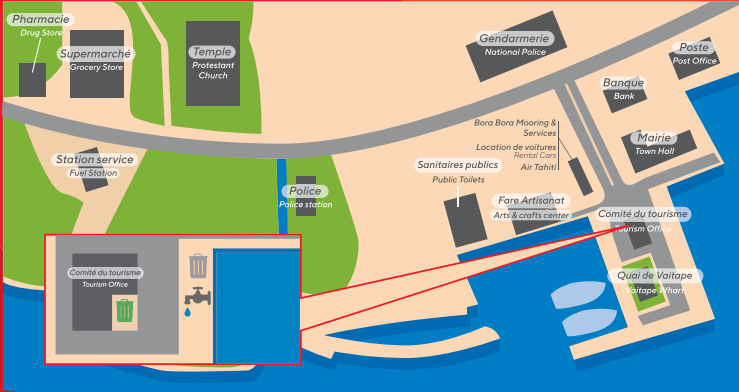 Pharmacie
Drug Store
Supermarché
Grocery Store
Temple
Protestant
Church
Gendarmerie
National Police
Poste
Post Office
Banque
Bank
Bora Bora Mooring &
Services
Location de voitures
Rental Cars
Air Tahiti
Mairie
Town Hall
Station service
Fuel Station
Sanitaires publics
Public Toilets
Police
Police station
Fare Artisanat
Arts & crafts center
Comité du tourisme
Tourism Office
Quai de Vaitape
Vaitape Wharf
Comité du tourisme
Tourism Office